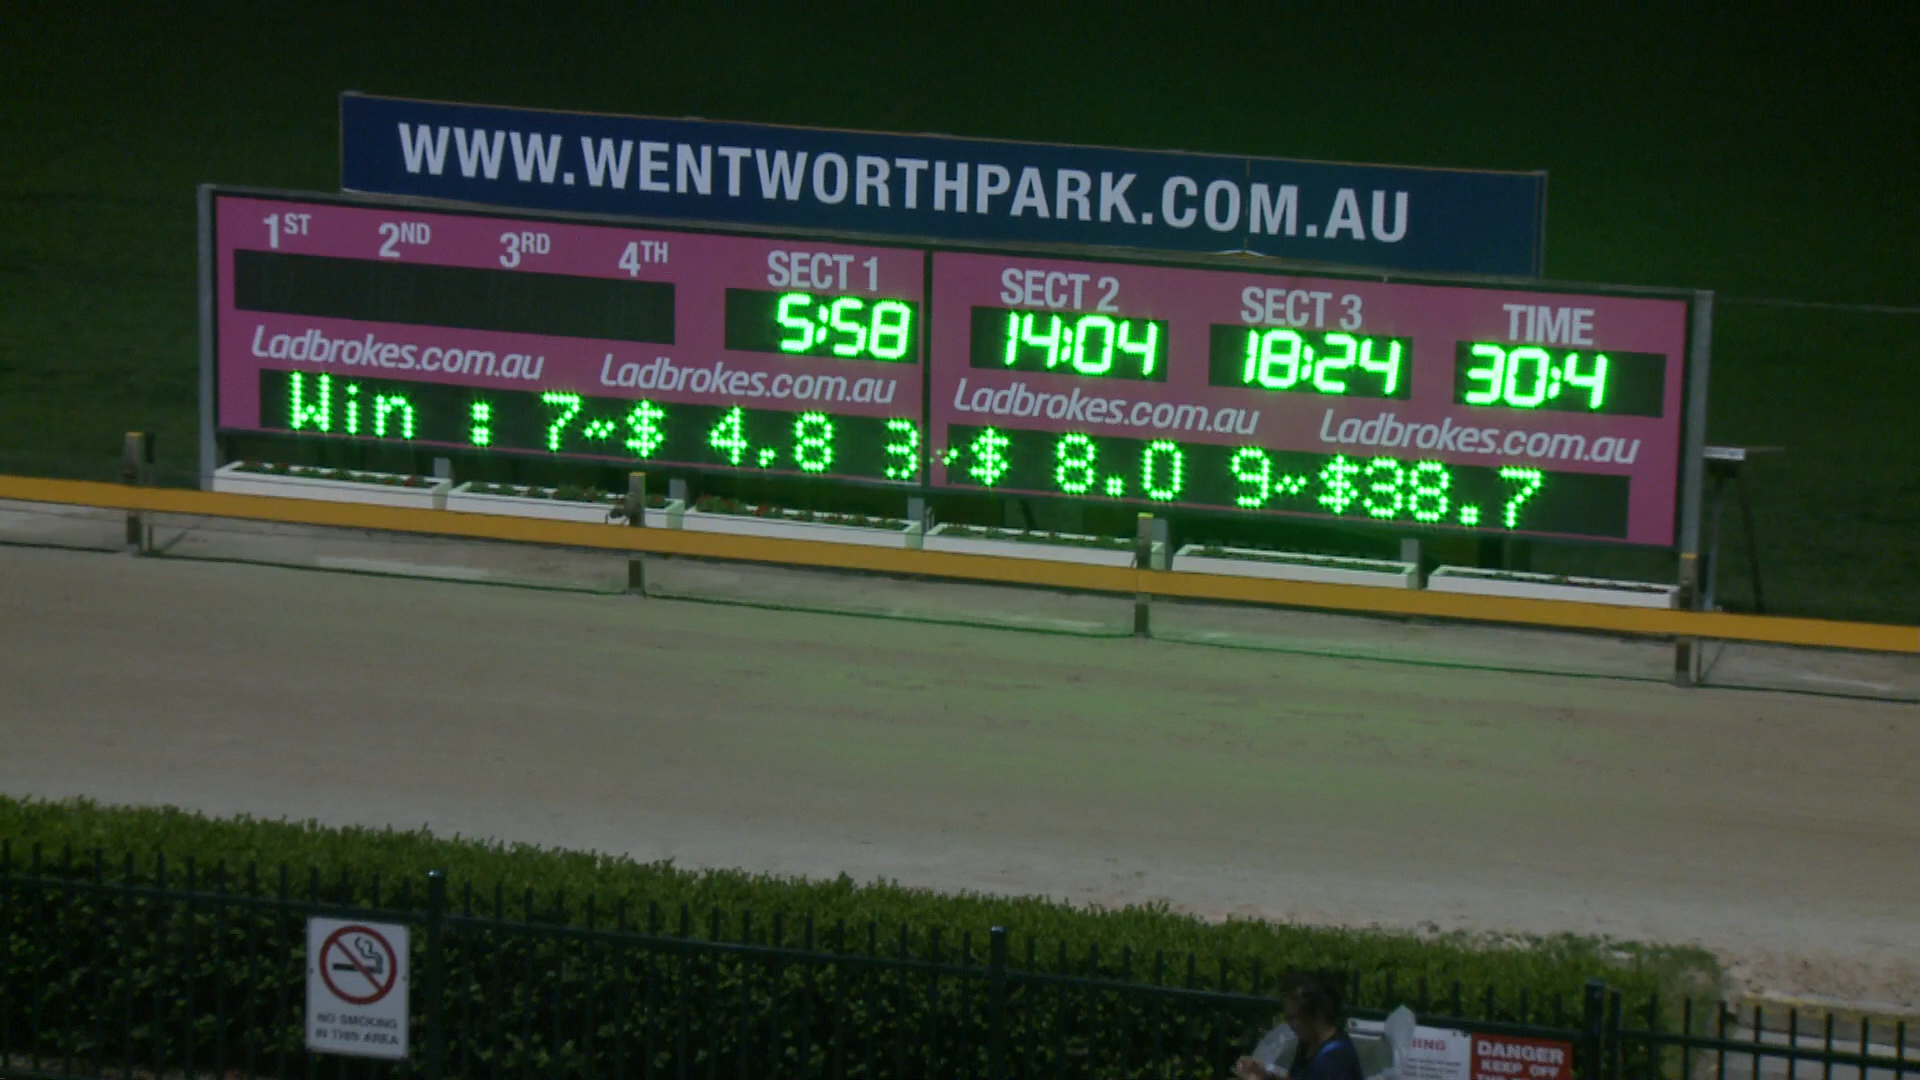 WWW.WENTWORTHPARK.COM.AU
1ST 2ND 3RD 4TH SECT 1 SECT 2 SECT 3 TIME
5:58 14:04 18:24 30:4
Ladbrokes.com.au Ladbrokes.com.au Ladbrokes.com.au Ladbrokes.com.au
Win : 7~$ 4.8 3~$ 8.0 9~$38.7
NO SMOKING
IN THIS AREA
DANGER
KEEP OFF